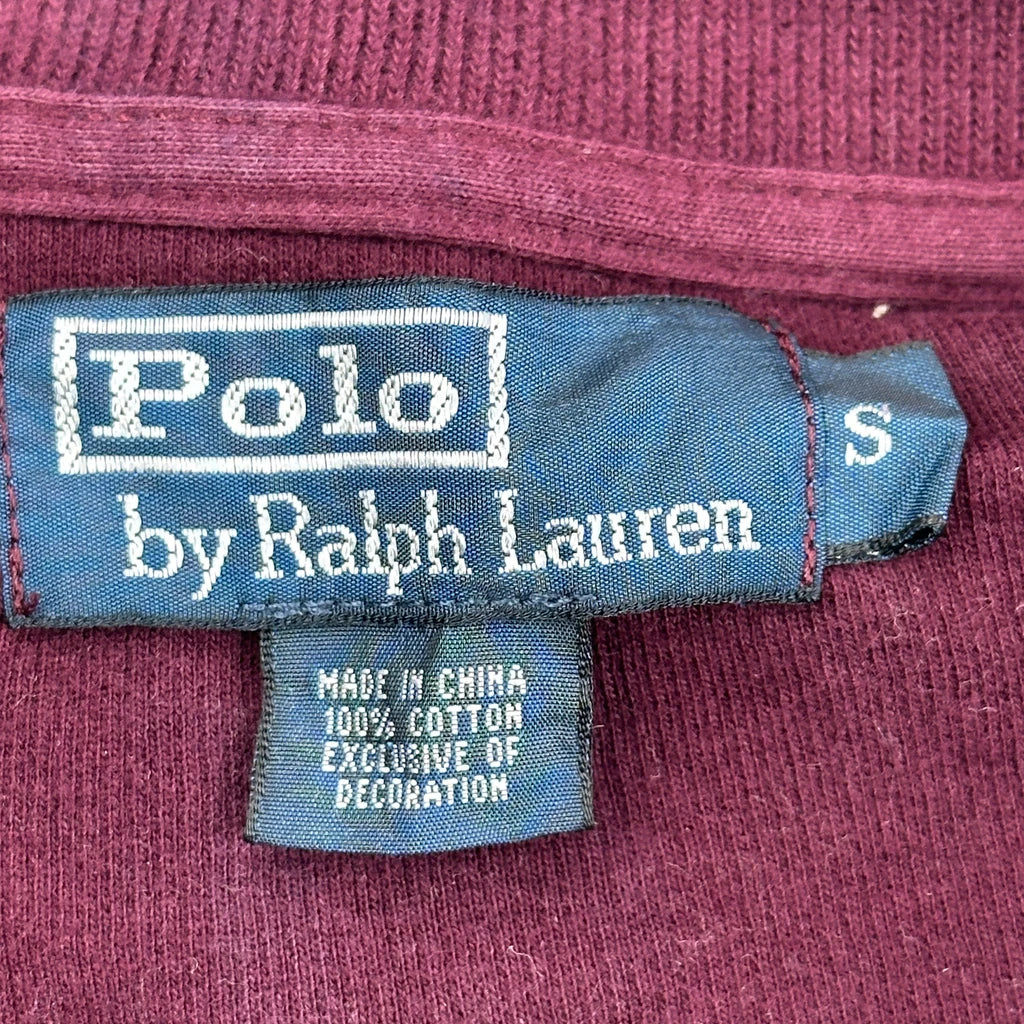 Polo
by Ralph Lauren
S
MADE IN CHINA
100% COTTON
EXCLUSIVE OF
DECORATION